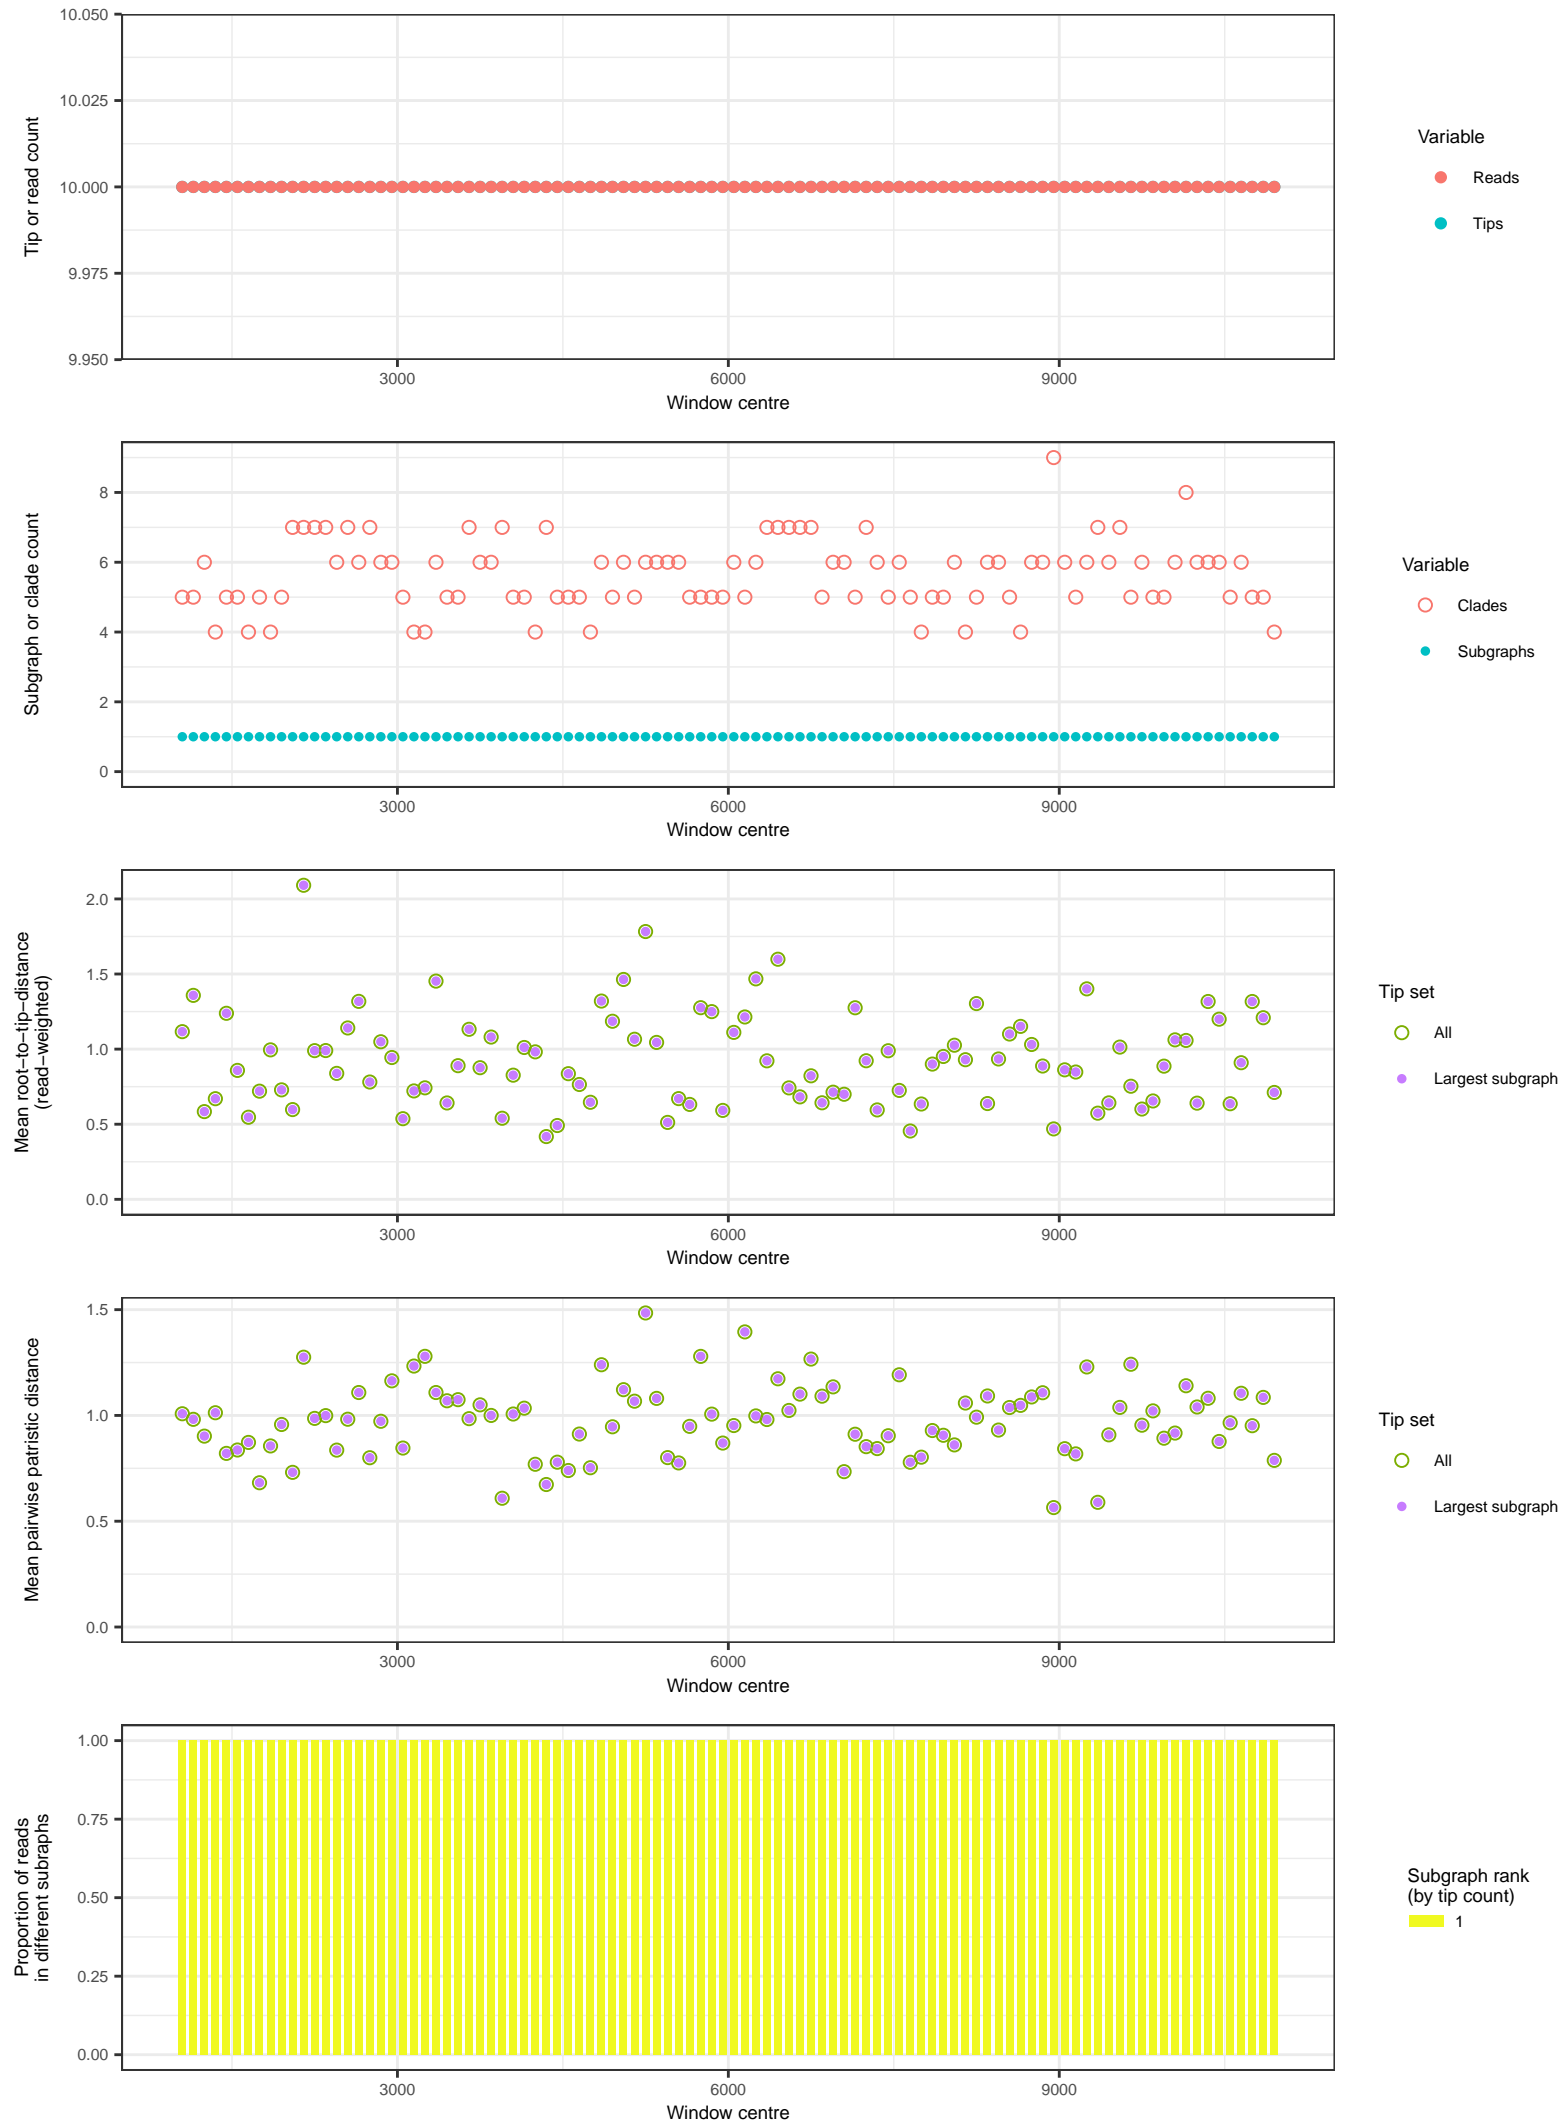 10.050
10.025
10.000
9.975
9.950
Tip or read count
3000 6000 9000
Window centre
Variable
Reads
Tips
8
6
4
2
0
Subgraph or clade count
3000 6000 9000
Window centre
Variable
Clades
Subgraphs
2.0
1.5
1.0
0.5
0.0
Mean root−to−tip−distance
(read−weighted)
3000 6000 9000
Window centre
Tip set
All
Largest subgraph
1.5
1.0
0.5
0.0
Mean pairwise patristic distance
3000 6000 9000
Window centre
Tip set
All
Largest subgraph
1.00
0.75
0.50
0.25
0.00
Proportion of reads
in different subraphs
3000 6000 9000
Window centre
Subgraph rank
(by tip count)
1